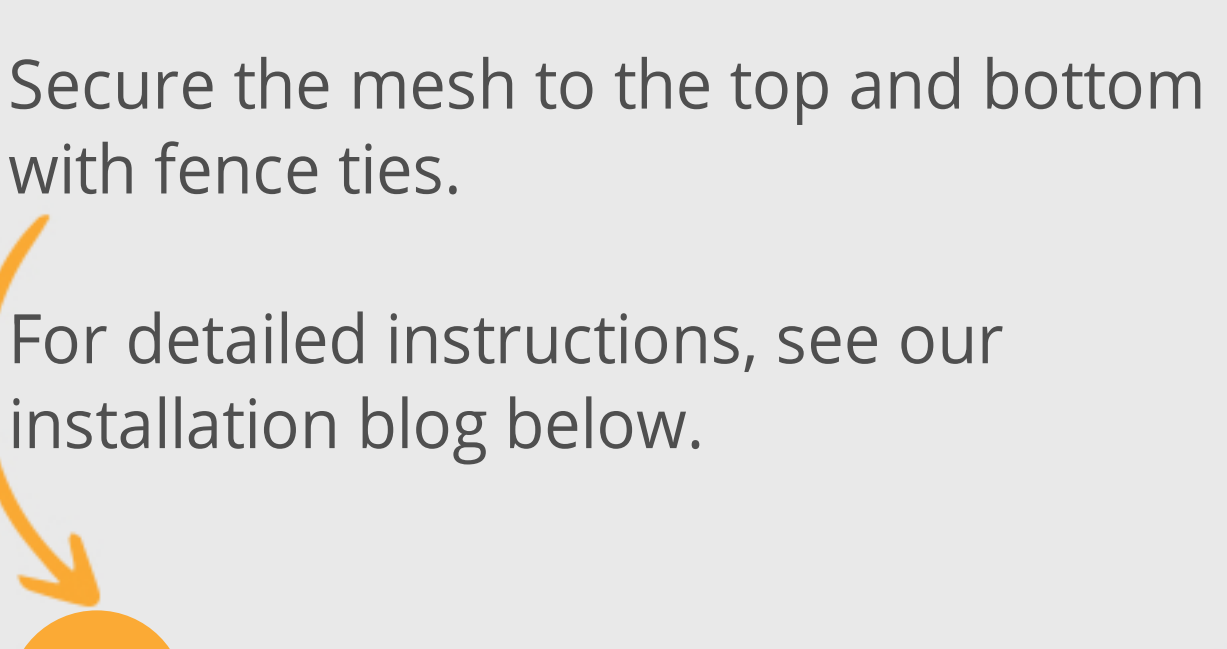 Secure the mesh to the top and bottom
with fence ties.
For detailed instructions, see our
installation blog below.